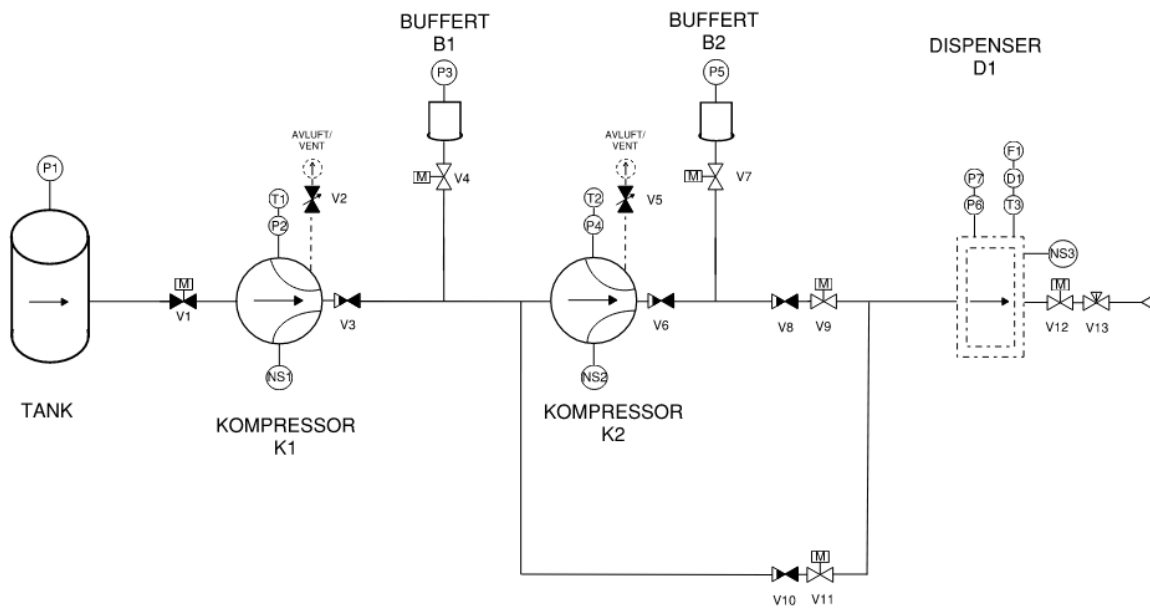 BUFFERT
B1
BUFFERT
B2
DISPENSER
D1
P3
P5
AVLUFT/
VENT
AVLUFT/
VENT
F1
P1
M
V4
M
V7
P7
D1
T1
V2
T2
V5
P6
T3
P2
P4
NS3
M
M
M
V1
V3
V6
V8
V9
V12
V13
NS1
NS2
TANK
KOMPRESSOR
K1
KOMPRESSOR
K2
M
V10
V11